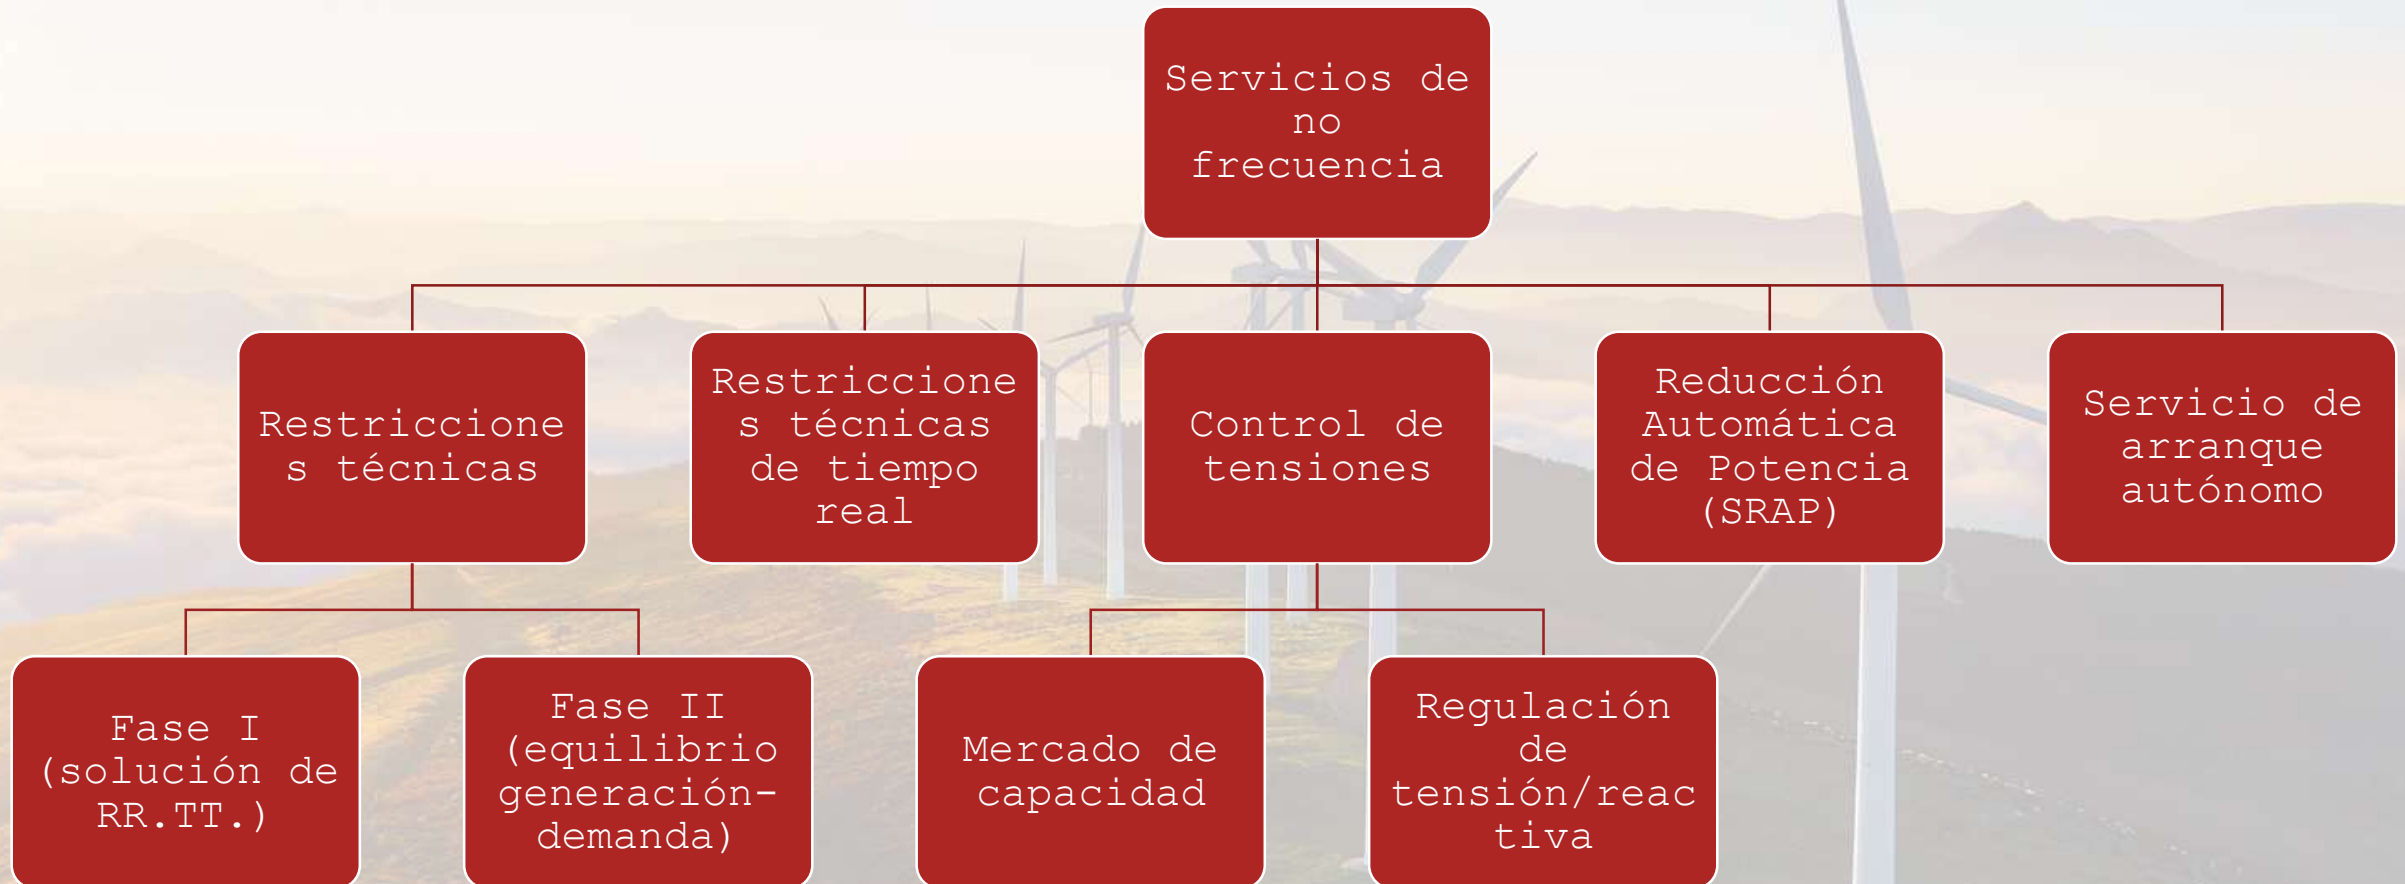 Servicios de
no
frecuencia
Restriccione
s técnicas
Restriccione
s técnicas
de tiempo
real
Control de
tensiones
Reducción
Automática
de Potencia
(SRAP)
Servicio de
arranque
autónomo
Fase I
(solución de
RR.TT.)
Fase II
(equilibrio
generación-
demanda)
Mercado de
capacidad
Regulación
de
tensión/reac
tiva